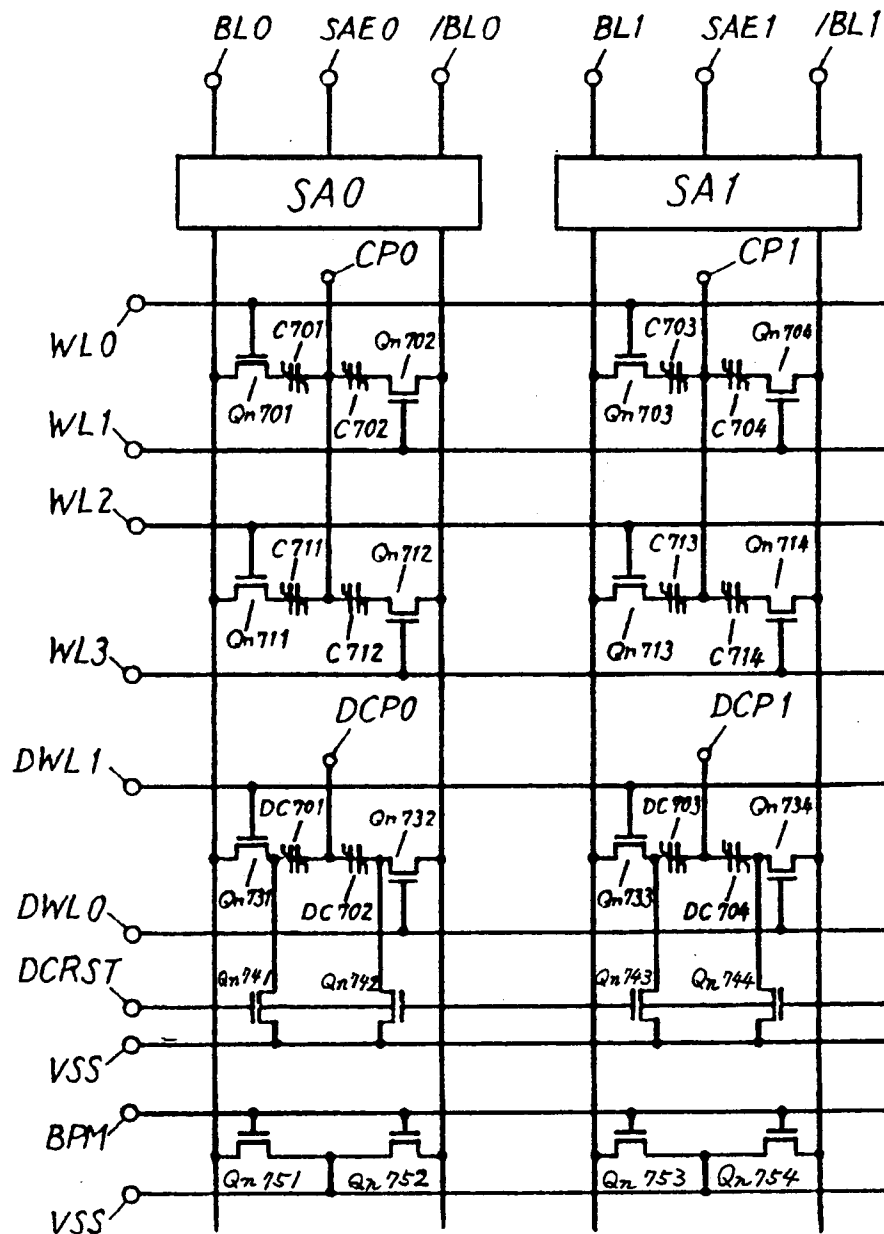 BL0 SAE0 /BL0 BL1 SAE1 /BL1
SA0 SA1
CP0 CP1
WL0 C701 Qn702 C703 Qn704
Qn701 C702 Qn703 C704
WL1
WL2
C711 Qn712 C713 Qn714
Qn711 C712 Qn713 C714
WL3
DCP0 DCP1
DWL1
DC701 Qn732 DC703 Qn734
Qn731 DC702 Qn733 DC704
DWL0
DCRST Qn741 Qn742 Qn743 Qn744
VSS
BPM
Qn751 Qn752 Qn753 Qn754
VSS